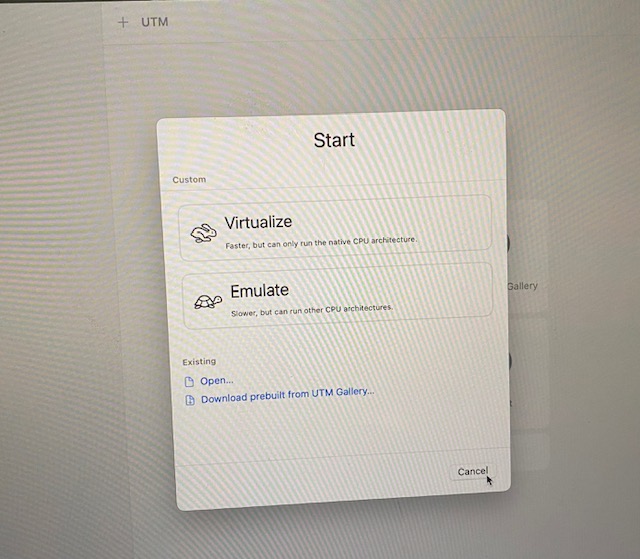 + UTM
Start
Custom
Virtualize
Faster, but can only run the native CPU architecture.
Emulate
Slower, but can run other CPU architectures.
Existing
Open...
Download prebuilt from UTM Gallery...
Cancel
Gallery